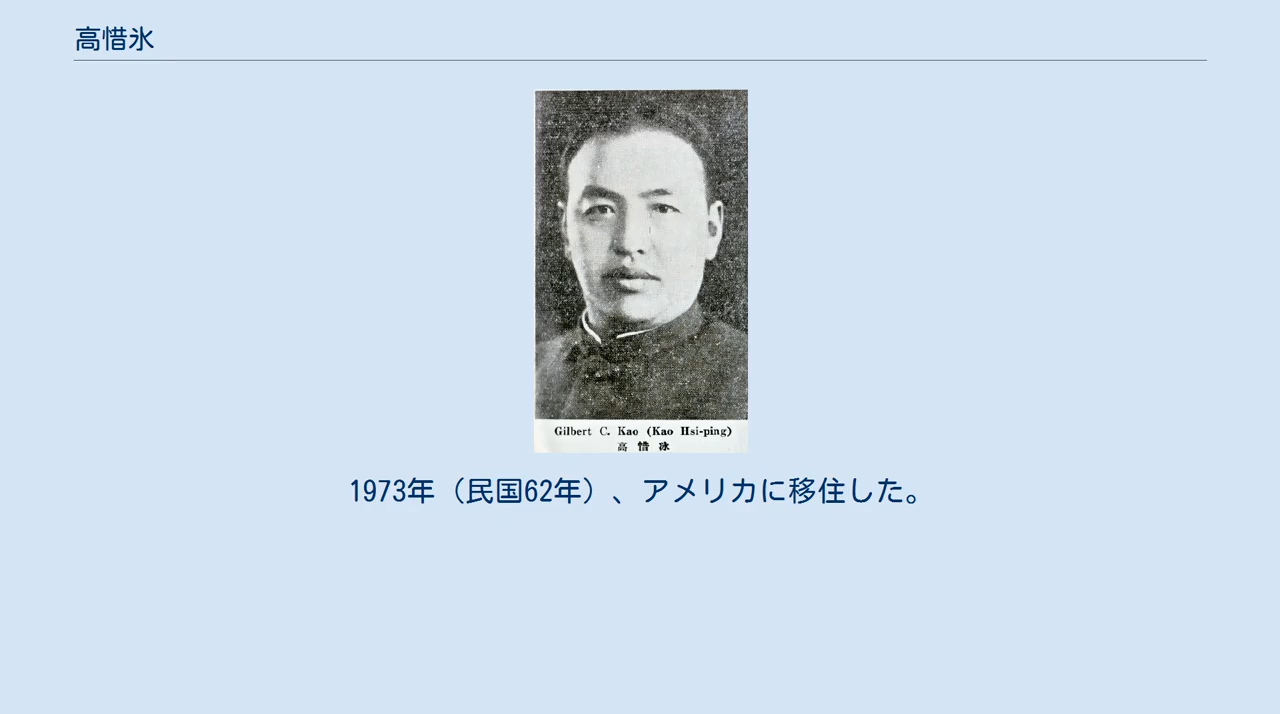 高惜氷
Gilbert C. Kao (Kao Hsi-ping)
高惜冰
1973年（民国62年）、アメリカに移住した。